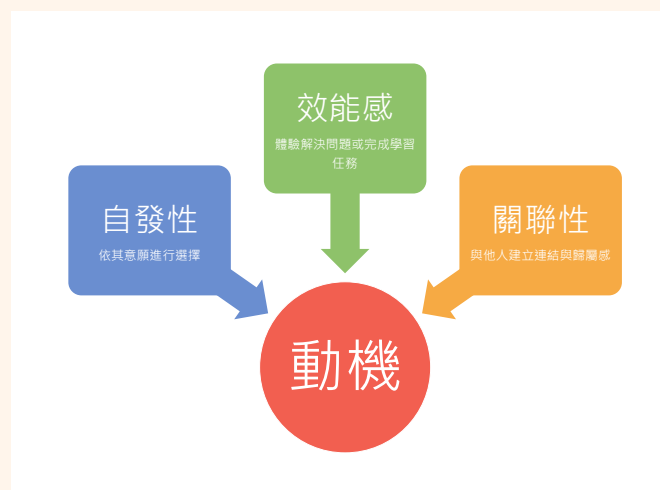 效能感
體驗解決問題或完成學習
任務
自發性
依其意願進行選擇
關聯性
與他人建立連結與歸屬感
動機